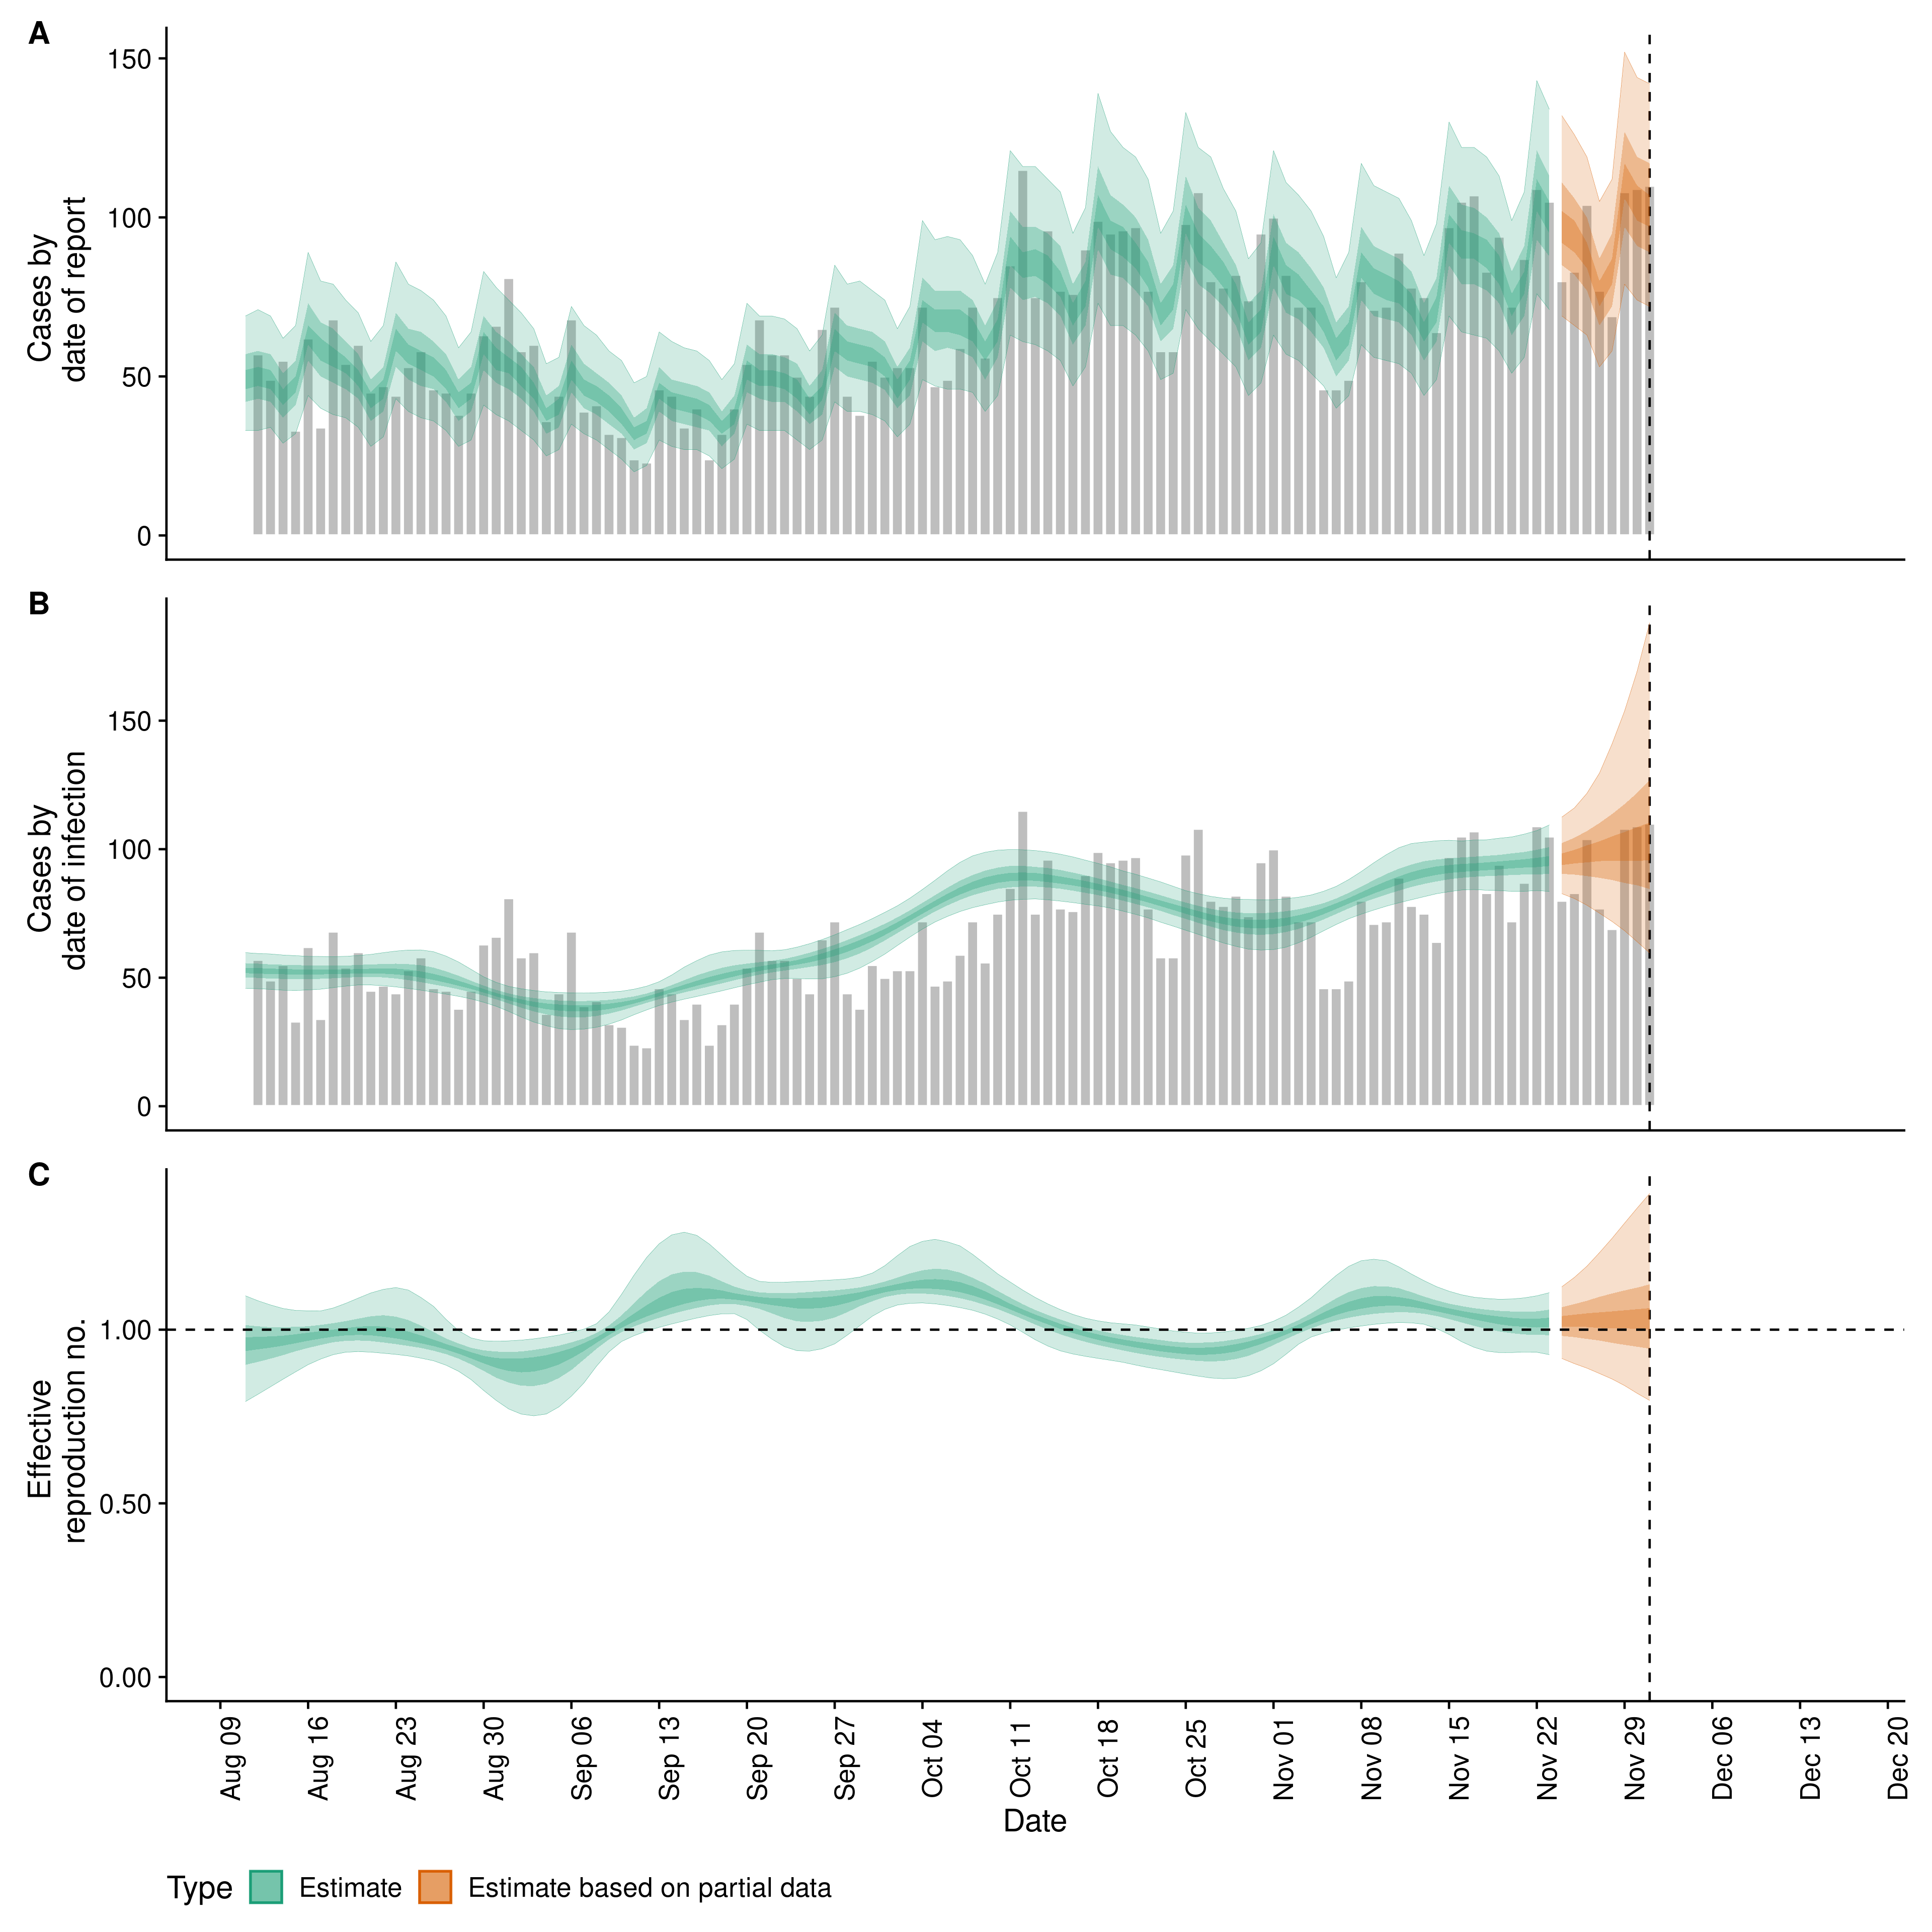 A
Cases by
date of report
150
100
50
0
B
Cases by
date of infection
150
100
50
0
C
Effective
reproduction no.
1.00
0.50
0.00
Aug 09
Aug 16
Aug 23
Aug 30
Sep 06
Sep 13
Sep 20
Sep 27
Oct 04
Oct 11
Oct 18
Oct 25
Nov 01
Nov 08
Nov 15
Nov 22
Nov 29
Dec 06
Dec 13
Dec 20
Date
Type Estimate Estimate based on partial data